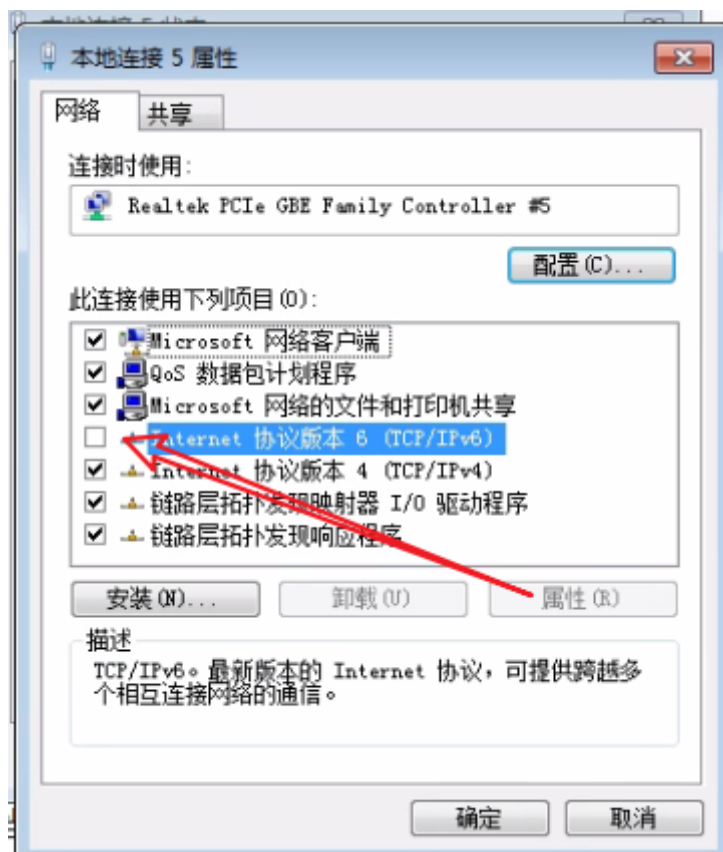 本地连接 5 状态
本地连接 5 属性
网络 共享
连接时使用:
Realtek PCIe GBE Family Controller #5
配置(C)...
此连接使用下列项目(O):
Microsoft 网络客户端
QoS 数据包计划程序
Microsoft 网络的文件和打印机共享
Internet 协议版本 6 (TCP/IPv6)
Internet 协议版本 4 (TCP/IPv4)
链路层拓扑发现映射器 I/O 驱动程序
链路层拓扑发现响应程序
安装(N)... 卸载(U) 属性(R)
描述
TCP/IPv6。最新版本的 Internet 协议，可提供跨越多
个相互连接网络的通信。
确定 取消